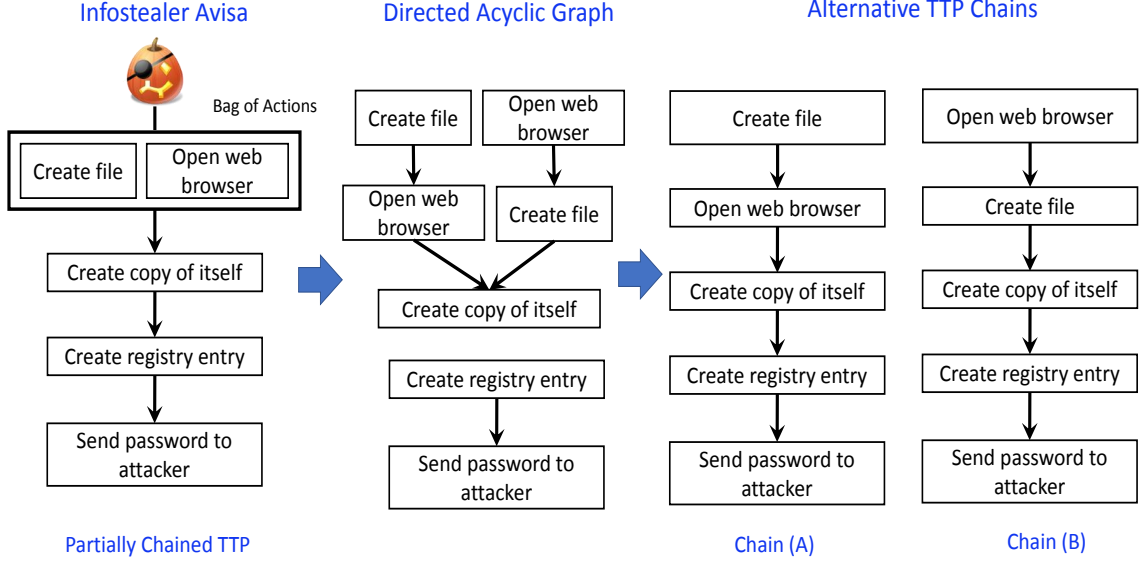 Infostealer Avisa
Directed Acyclic Graph
Alternative TTP Chains
Bag of Actions
Create file
Open web
browser
Create copy of itself
Create registry entry
Send password to
attacker
Partially Chained TTP
Create file
Open web
browser
Open web
browser
Create file
Create copy of itself
Create registry entry
Send password to
attacker
Create file
Open web browser
Create copy of itself
Create registry entry
Send password to
attacker
Chain (A)
Open web browser
Create file
Create copy of itself
Create registry entry
Send password to
attacker
Chain (B)